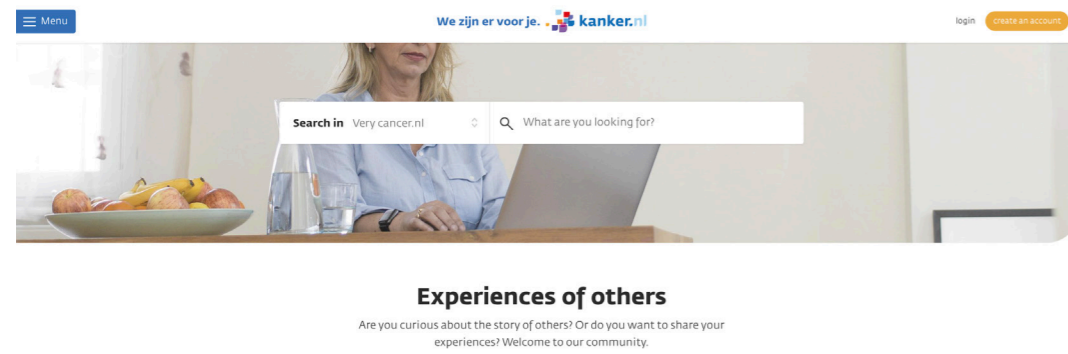 Menu
We zijn er voor je. kanker.nl
login
create an account
Search in Very cancer.nl
What are you looking for?
Experiences of others
Are you curious about the story of others? Or do you want to share your
experiences? Welcome to our community.